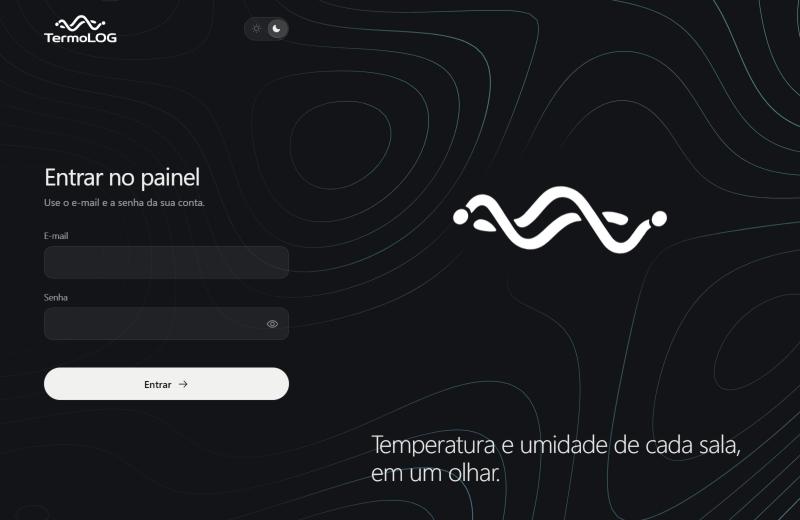 TermoLOG
Entrar no painel
Use o e-mail e a senha da sua conta.
E-mail
Senha
Entrar
Temperatura e umidade de cada sala,
em um olhar.